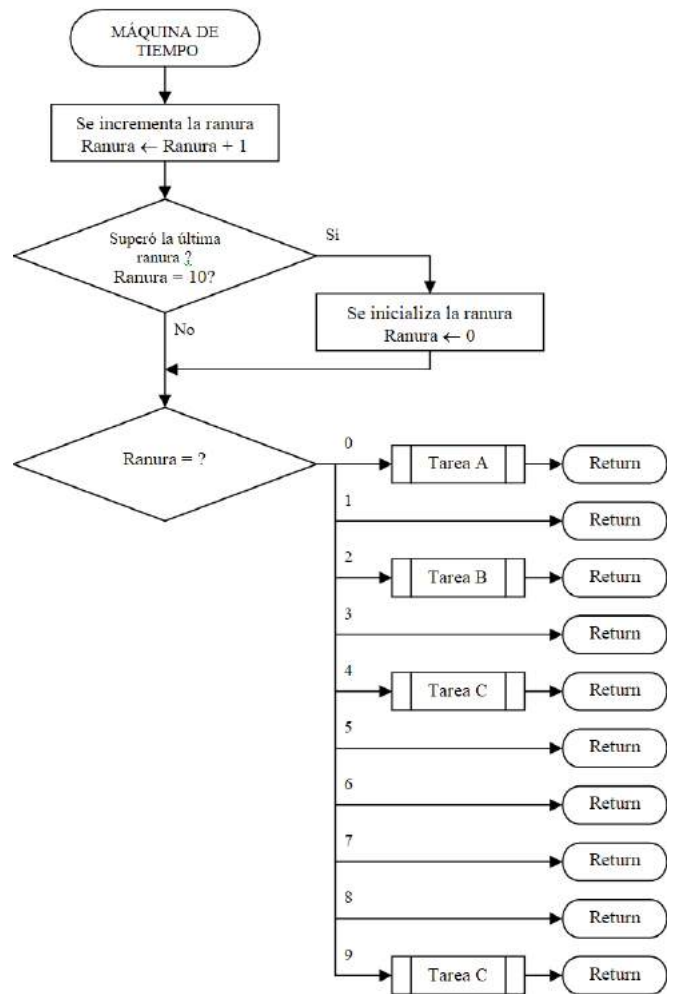 MÁQUINA DE
TIEMPO
Se incrementa la ranura
Ranura ← Ranura + 1
Superó la última
ranura ?
Ranura = 10?
Sí
No
Se inicializa la ranura
Ranura ← 0
Ranura = ?
0
Tarea A
Return
1
Return
2
Tarea B
Return
3
Return
4
Tarea C
Return
5
Return
6
Return
7
Return
8
Return
9
Tarea C
Return